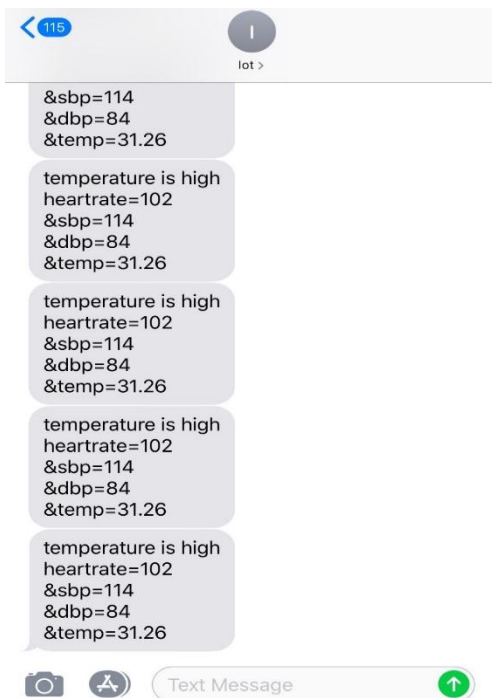 115
I
lot >
&sbp=114
&dbp=84
&temp=31.26
temperature is high
heartrate=102
&sbp=114
&dbp=84
&temp=31.26
temperature is high
heartrate=102
&sbp=114
&dbp=84
&temp=31.26
temperature is high
heartrate=102
&sbp=114
&dbp=84
&temp=31.26
temperature is high
heartrate=102
&sbp=114
&dbp=84
&temp=31.26
Text Message